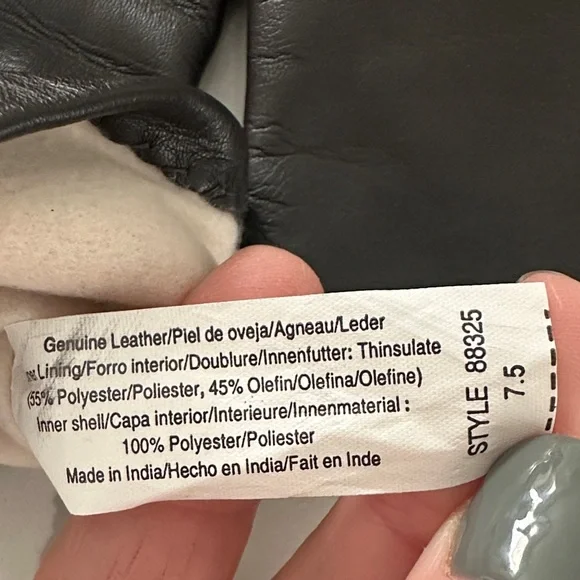 Genuine Leather/Piel de oveja/Agneau/Leder
Lining/Forro interior/Doublure/Innenfutter: Thinsulate
(55% Polyester/Poliester, 45% Olefin/Olefina/Olefine)
Inner shell/Capa interior/Interieure/Innenmaterial :
100% Polyester/Poliester
Made in India/Hecho en India/Fait en Inde
STYLE 88325
7.5